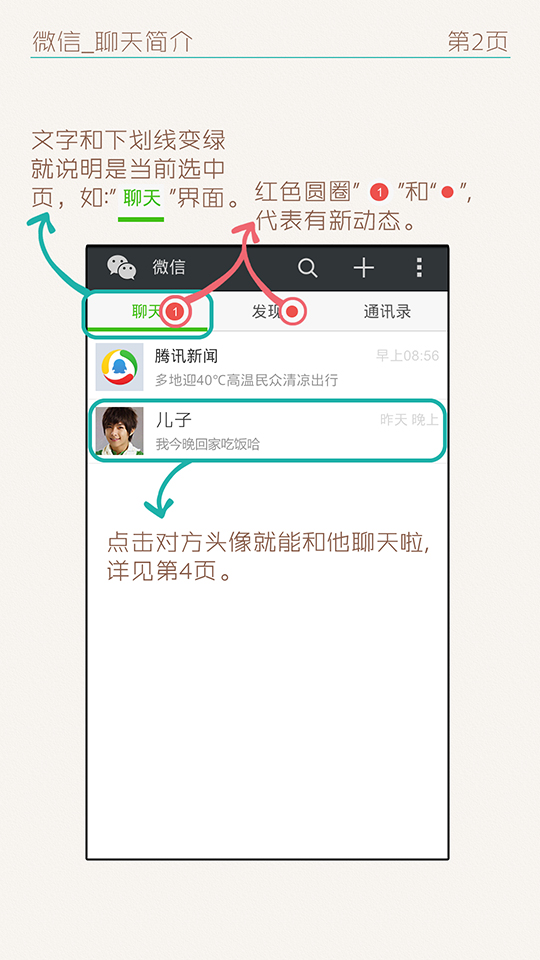 微信_聊天简介
第2页
文字和下划线变绿
就说明是当前选中
页，如:"聊天"界面。
红色圆圈" 1 "和"●",
代表有新动态。
微信
聊天 1
发现
通讯录
腾讯新闻
早上08:56
多地迎40℃高温民众清凉出行
儿子
昨天 晚上
我今晚回家吃饭哈
点击对方头像就能和他聊天啦,
详见第4页。